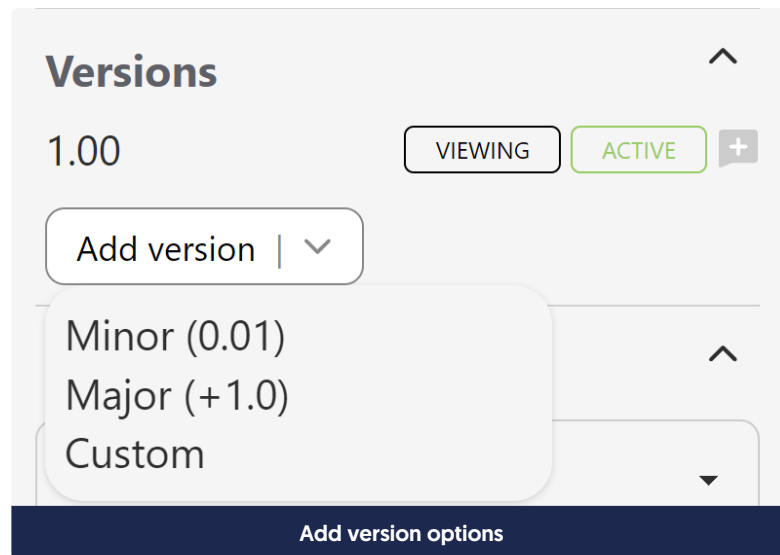 Versions
1.00 VIEWING ACTIVE
Add version |
Minor (0.01)
Major (+1.0)
Custom
Add version options